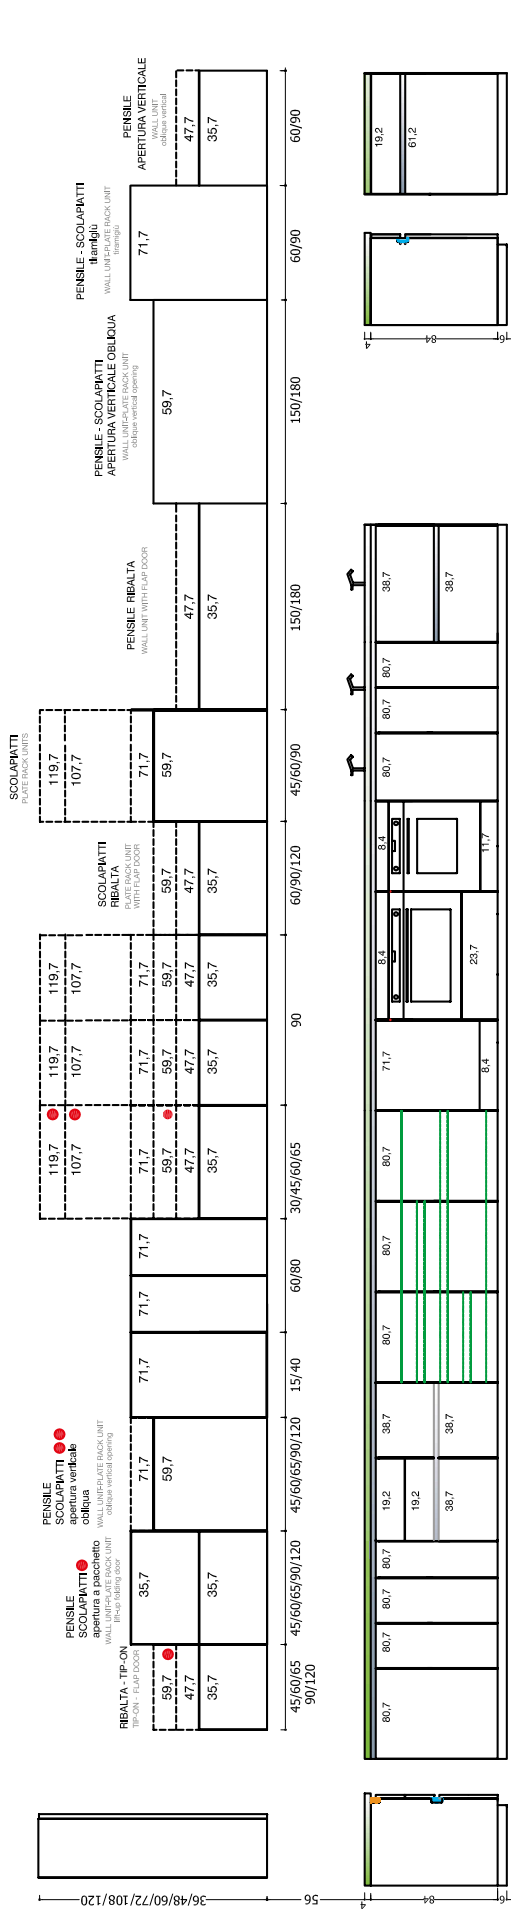 RIBALTA - TIP-ON
TIP-ON - FLAP DOOR
59,7
47,7
35,7
45/60/65
90/120
PENSILE
SCOLAPIATTI
apertura a pacchetto
WALL UNIT-PLATE RACK UNIT
lift-up folding door
35,7
35,7
45/60/65/90/120
PENSILE
SCOLAPIATTI
apertura verticale
obliqua
WALL UNIT-PLATE RACK UNIT
oblique vertical opening
71,7
59,7
45/60/65/90/120
71,7
15/40
71,7
71,7
60/80
119,7
107,7
71,7
59,7
47,7
35,7
30/45/60/65
119,7
107,7
71,7
59,7
47,7
35,7
119,7
107,7
71,7
59,7
47,7
35,7
90
SCOLAPIATTI
RIBALTA
PLATE RACK UNIT
WITH FLAP DOOR
59,7
47,7
35,7
60/90/120
SCOLAPIATTI
PLATE RACK UNITS
119,7
107,7
71,7
59,7
45/60/90
PENSILE RIBALTA
WALL UNIT WITH FLAP DOOR
47,7
35,7
150/180
PENSILE - SCOLAPIATTI
APERTURA VERTICALE OBLIQUA
WALL UNIT-PLATE RACK UNIT
oblique vertical opening
59,7
150/180
PENSILE - SCOLAPIATTI
tiramigiù
WALL UNIT-PLATE RACK UNIT
tiramigiù
71,7
60/90
PENSILE
APERTURA VERTICALE
WALL UNIT
oblique vertical
47,7
35,7
60/90
36/48/60/72/108/120
56
4
84
6
80,7
80,7
80,7
80,7
19,2
19,2
38,7
38,7
38,7
80,7
80,7
80,7
71,7
8,4
8,4
23,7
8,4
11,7
80,7
80,7
80,7
38,7
38,7
4
84
6
19,2
61,2